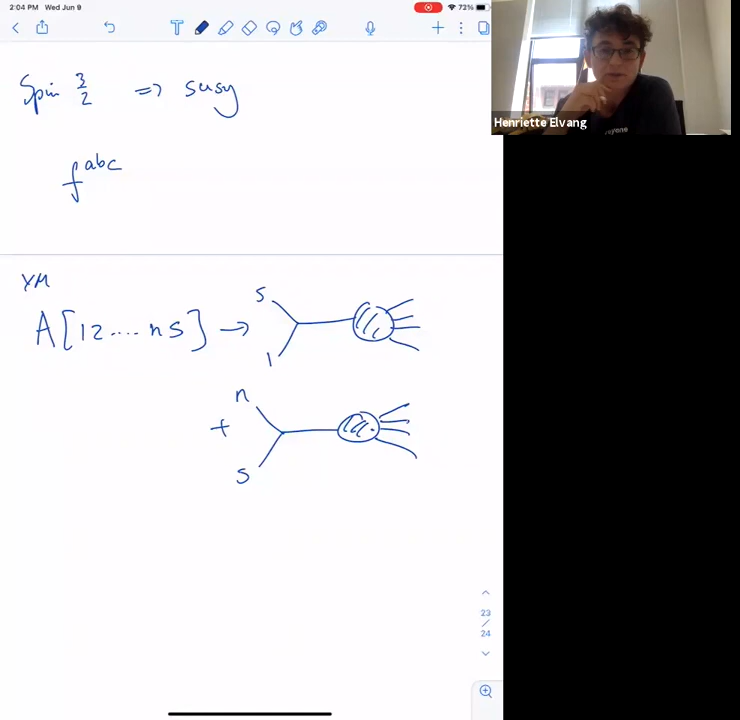 2:04 PM Wed Jun 9
72%
Henriette Elvang
Spin 3/2 => susy
f^abc
YM
A[12....nS] → S
1
n
+
S
23
/
24